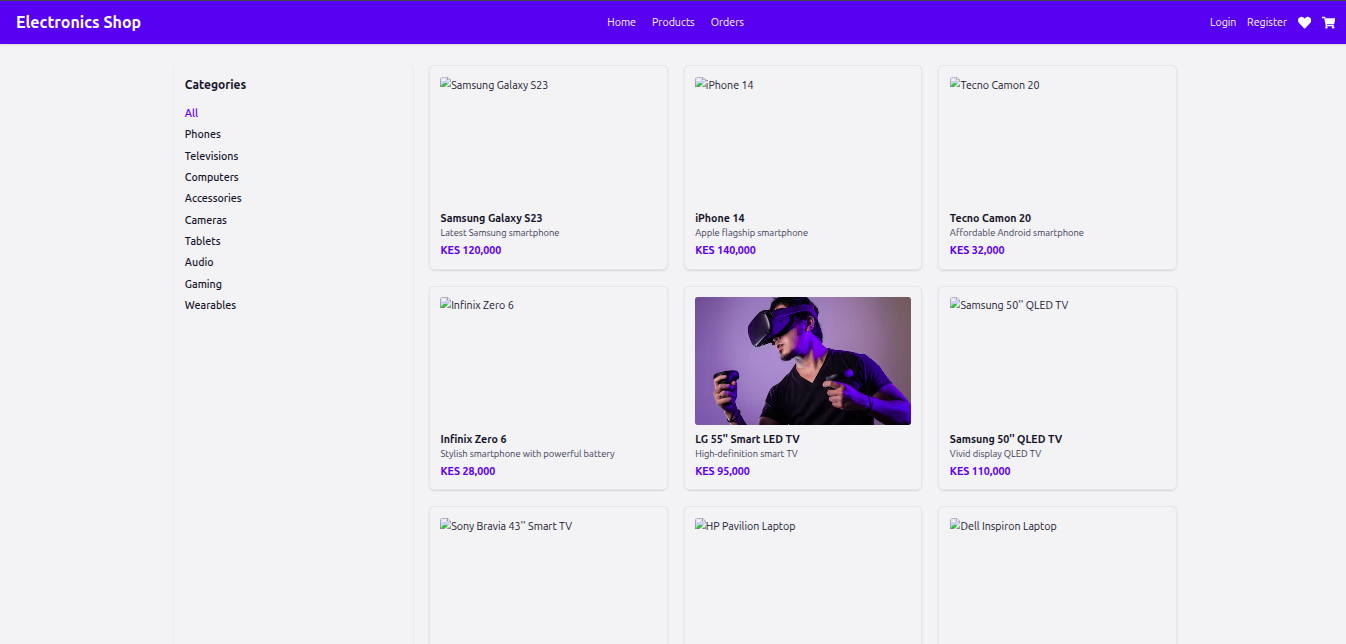 Electronics Shop
Home Products Orders
Login Register
Categories
All
Phones
Televisions
Computers
Accessories
Cameras
Tablets
Audio
Gaming
Wearables
Samsung Galaxy S23
Samsung Galaxy S23
Latest Samsung smartphone
KES 120,000
iPhone 14
iPhone 14
Apple flagship smartphone
KES 140,000
Tecno Camon 20
Tecno Camon 20
Affordable Android smartphone
KES 32,000
Infinix Zero 6
Infinix Zero 6
Stylish smartphone with powerful battery
KES 28,000
LG 55" Smart LED TV
High-definition smart TV
KES 95,000
Samsung 50" QLED TV
Samsung 50" QLED TV
Vivid display QLED TV
KES 110,000
Sony Bravia 43" Smart TV
HP Pavilion Laptop
Dell Inspiron Laptop